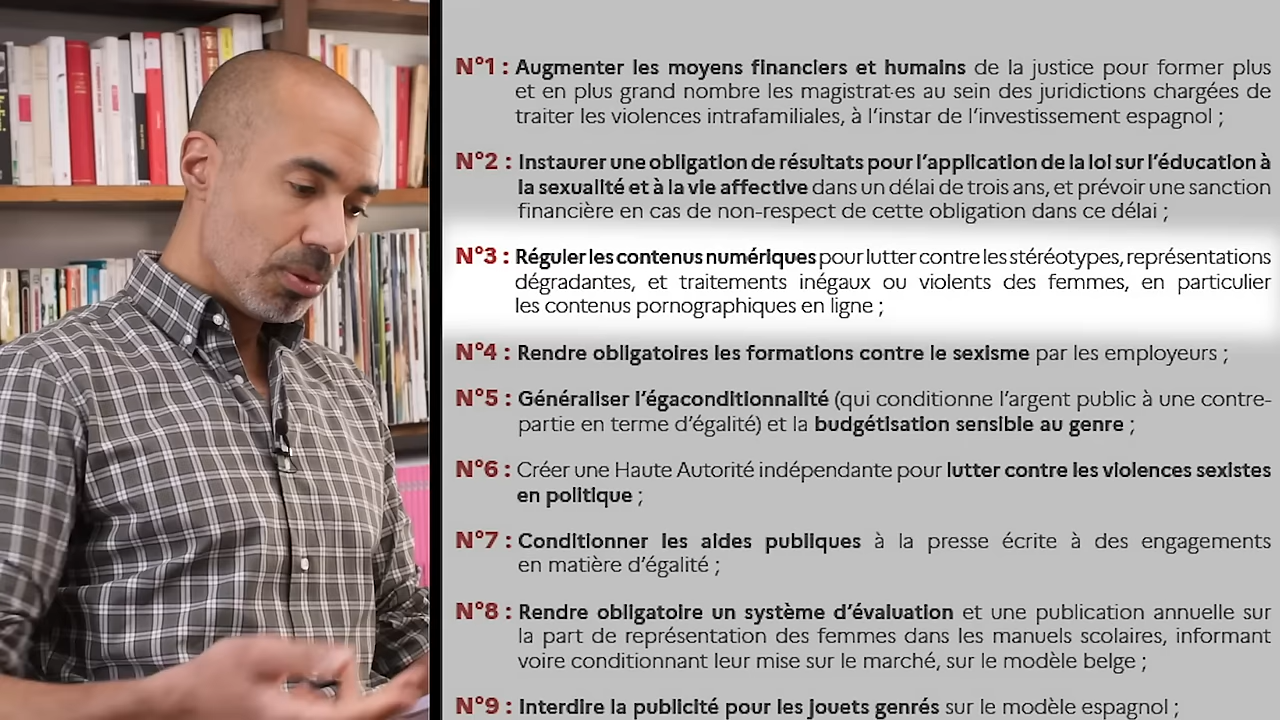 N°1 : Augmenter les moyens financiers et humains de la justice pour former plus
et en plus grand nombre les magistrat·es au sein des juridictions chargées de
traiter les violences intrafamiliales, à l'instar de l'investissement espagnol ;
N°2 : Instaurer une obligation de résultats pour l'application de la loi sur l'éducation à
la sexualité et à la vie affective dans un délai de trois ans, et prévoir une sanction
financière en cas de non-respect de cette obligation dans ce délai ;
N°3 : Réguler les contenus numériques pour lutter contre les stéréotypes, représentations
dégradantes, et traitements inégaux ou violents des femmes, en particulier
les contenus pornographiques en ligne ;
N°4 : Rendre obligatoires les formations contre le sexisme par les employeurs ;
N°5 : Généraliser l'égaconditionnalité (qui conditionne l'argent public à une contre-
partie en terme d'égalité) et la budgétisation sensible au genre ;
N°6 : Créer une Haute Autorité indépendante pour lutter contre les violences sexistes
en politique ;
N°7 : Conditionner les aides publiques à la presse écrite à des engagements
en matière d'égalité ;
N°8 : Rendre obligatoire un système d'évaluation et une publication annuelle sur
la part de représentation des femmes dans les manuels scolaires, informant
voire conditionnant leur mise sur le marché, sur le modèle belge ;
N°9 : Interdire la publicité pour les jouets genrés sur le modèle espagnol ;